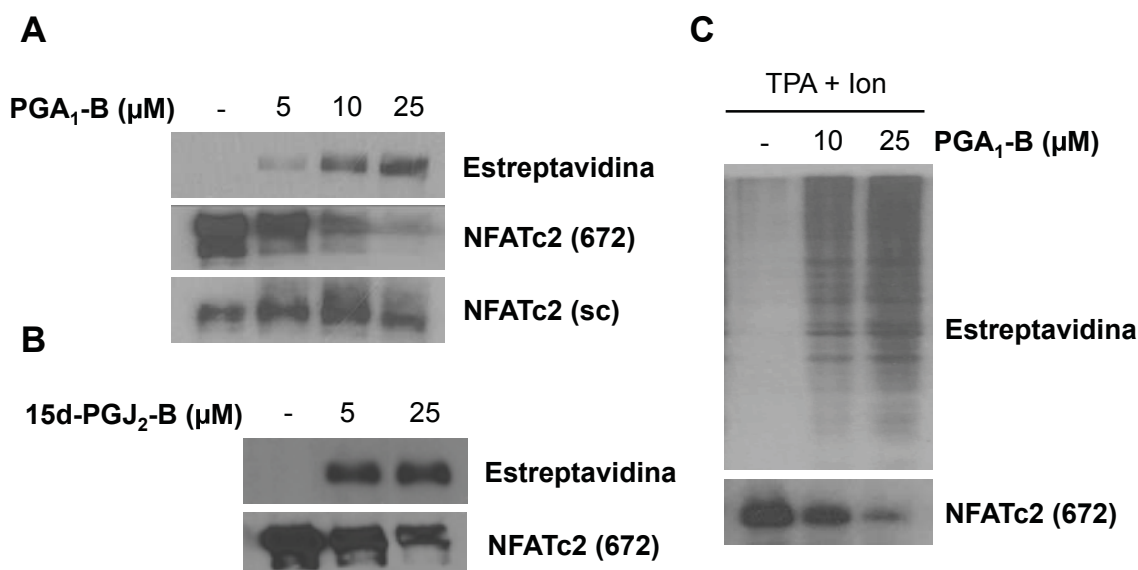 A
PGA₁-B (µM) - 5 10 25
Estreptavidina
NFATc2 (672)
NFATc2 (sc)
B
15d-PGJ₂-B (µM) - 5 25
Estreptavidina
NFATc2 (672)
C
TPA + Ion
- 10 25 PGA₁-B (µM)
Estreptavidina
NFATc2 (672)